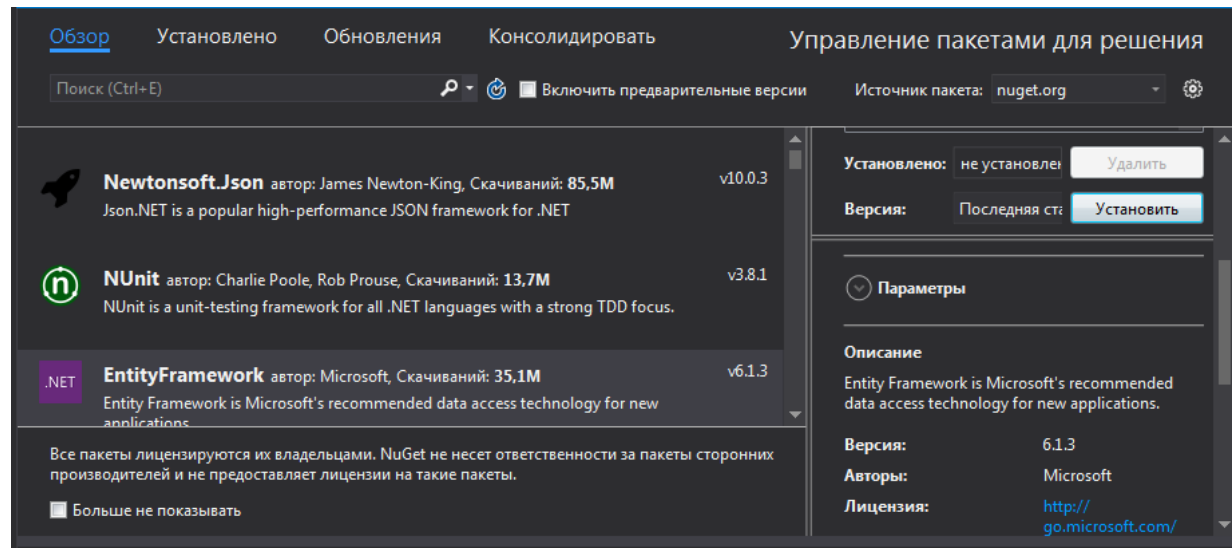 Обзор Установлено Обновления Консолидировать Управление пакетами для решения
Поиск (Ctrl+E) Включить предварительные версии Источник пакета: nuget.org
Newtonsoft.Json автор: James Newton-King, Скачиваний: 85,5M v10.0.3
Json.NET is a popular high-performance JSON framework for .NET
n NUnit автор: Charlie Poole, Rob Prouse, Скачиваний: 13,7M v3.8.1
NUnit is a unit-testing framework for all .NET languages with a strong TDD focus.
.NET EntityFramework автор: Microsoft, Скачиваний: 35,1M v6.1.3
Entity Framework is Microsoft's recommended data access technology for new
applications.
Все пакеты лицензируются их владельцами. NuGet не несет ответственности за пакеты сторонних
производителей и не предоставляет лицензии на такие пакеты.
Больше не показывать
Установлено: не установлен Удалить
Версия: Последняя ста Установить
Параметры
Описание
Entity Framework is Microsoft's recommended
data access technology for new applications.
Версия: 6.1.3
Авторы: Microsoft
Лицензия: http://
go.microsoft.com/